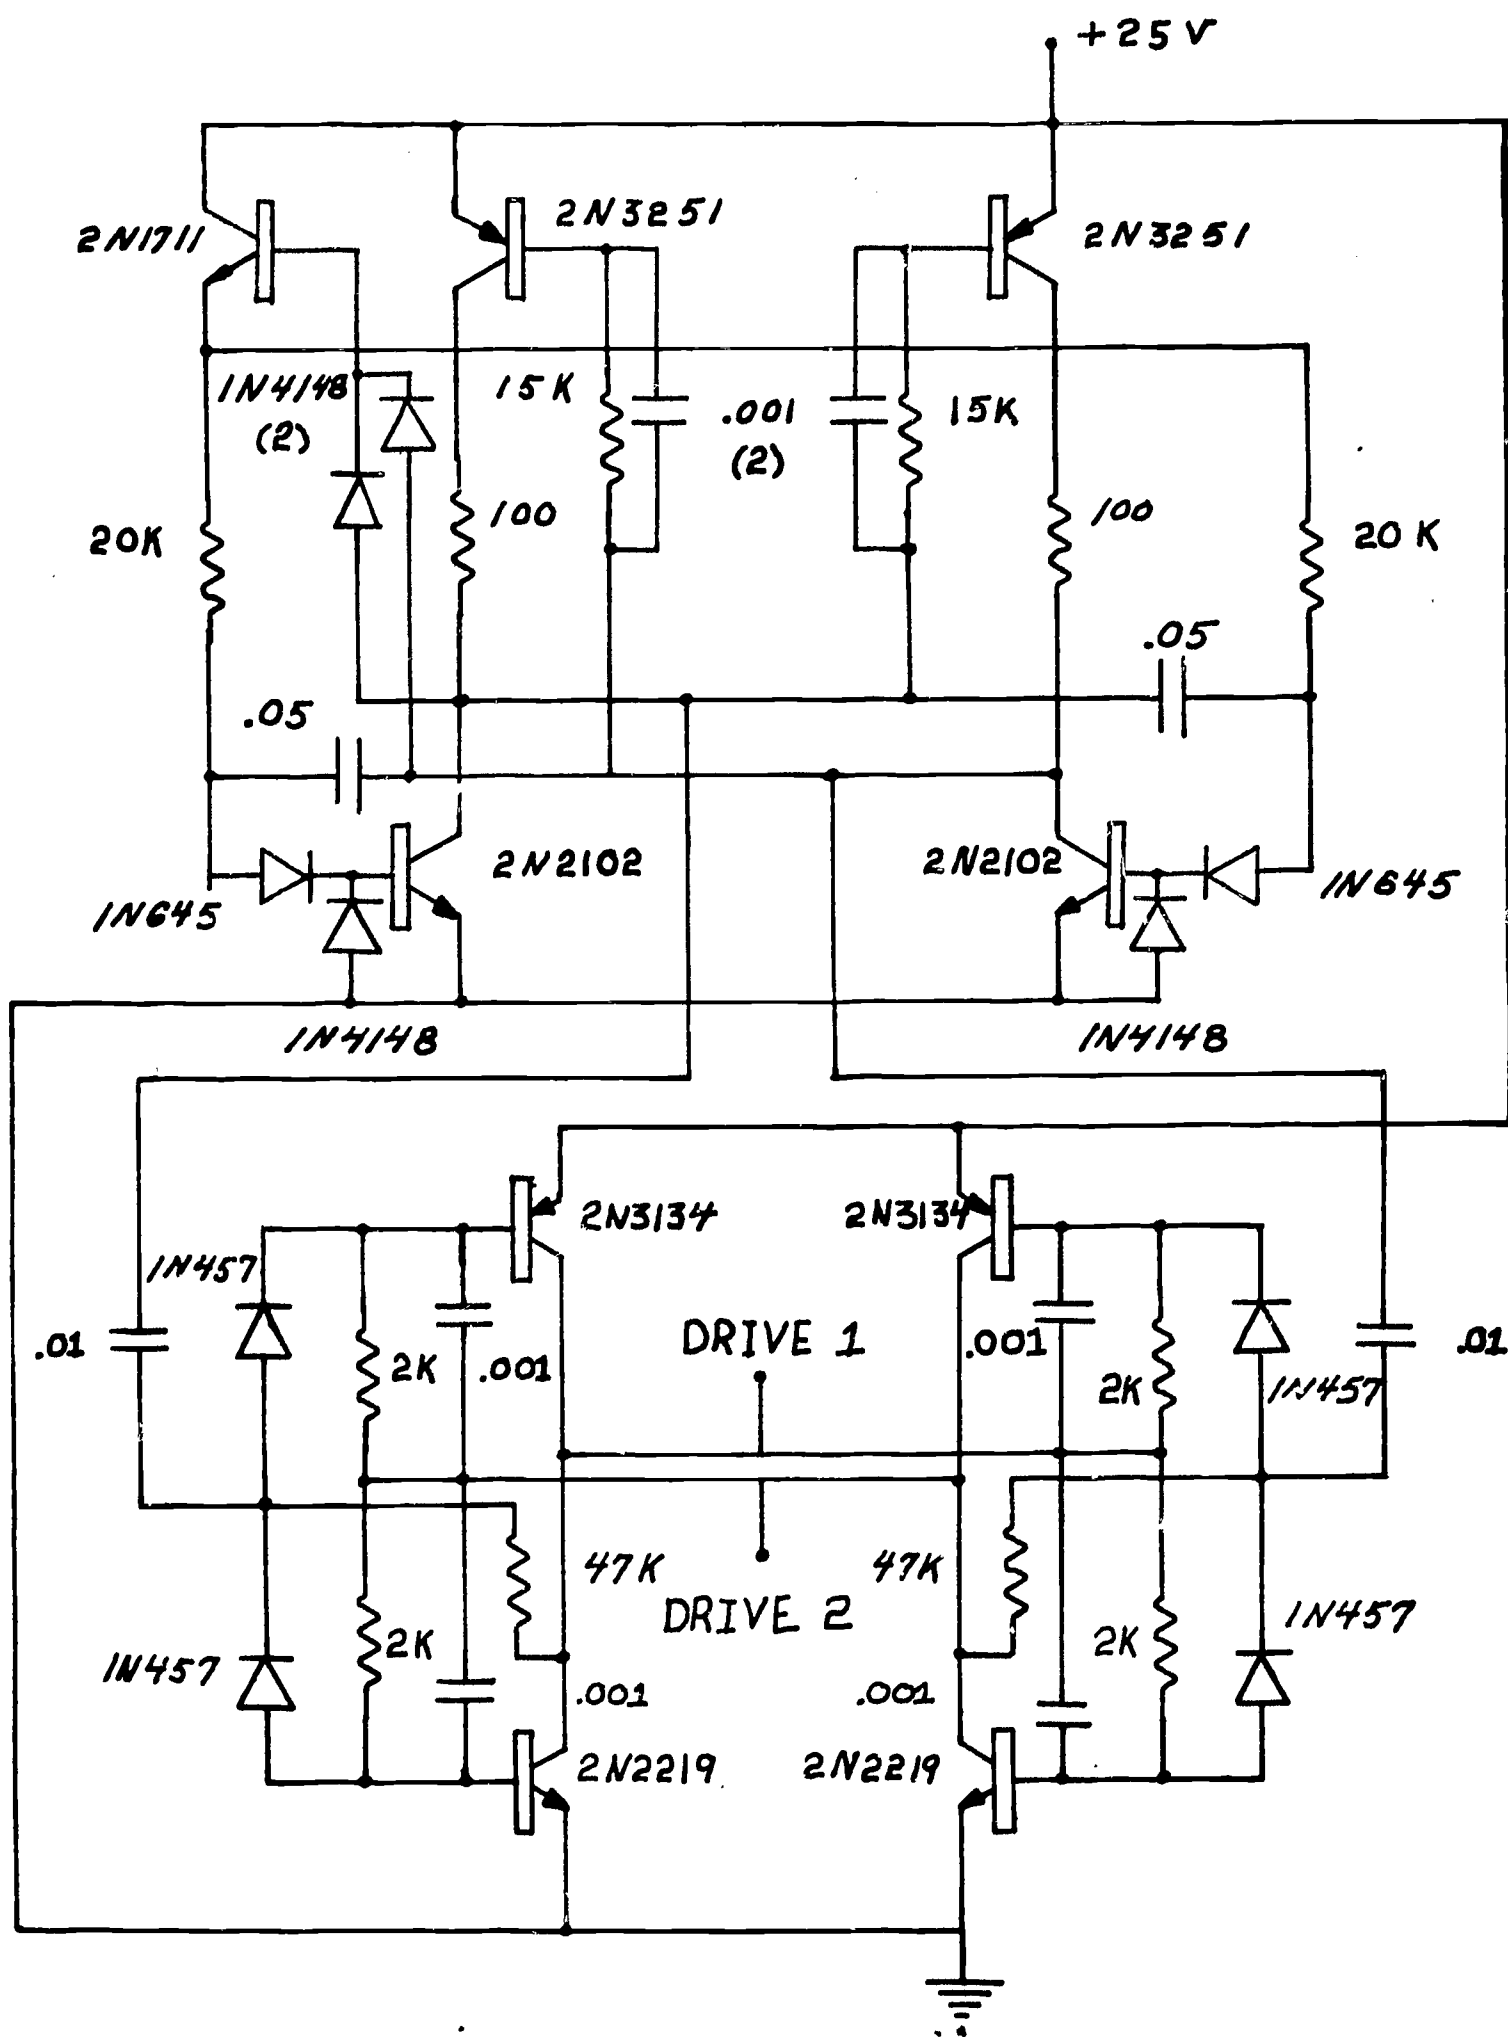 +25V
2N1711
2N3251
2N3251
1N4148
(2)
15K
.001
(2)
15K
20K
100
100
20K
.05
.05
2N2102
2N2102
1N645
1N645
1N4148
1N4148
2N3134
2N3134
1N457
.01
2K
.001
DRIVE 1
.001
2K
1N457
.01
47K
47K
DRIVE 2
1N457
2K
.001
.001
2K
1N457
2N2219
2N2219